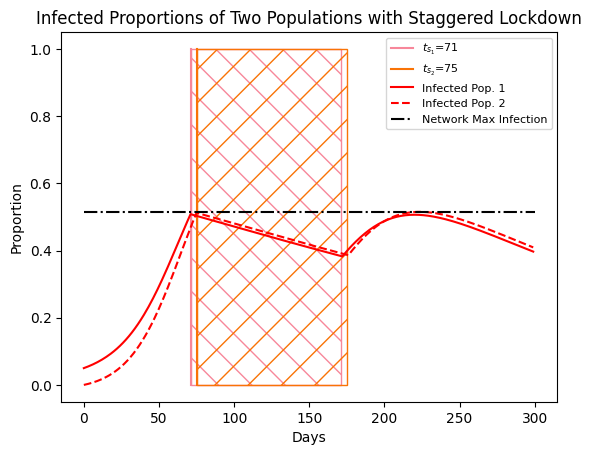 Infected Proportions of Two Populations with Staggered Lockdown
1.0
0.8
0.6
0.4
0.2
0.0
Proportion
0
50
100
150
200
250
300
Days
t_{s_1}=71
t_{s_2}=75
Infected Pop. 1
Infected Pop. 2
Network Max Infection